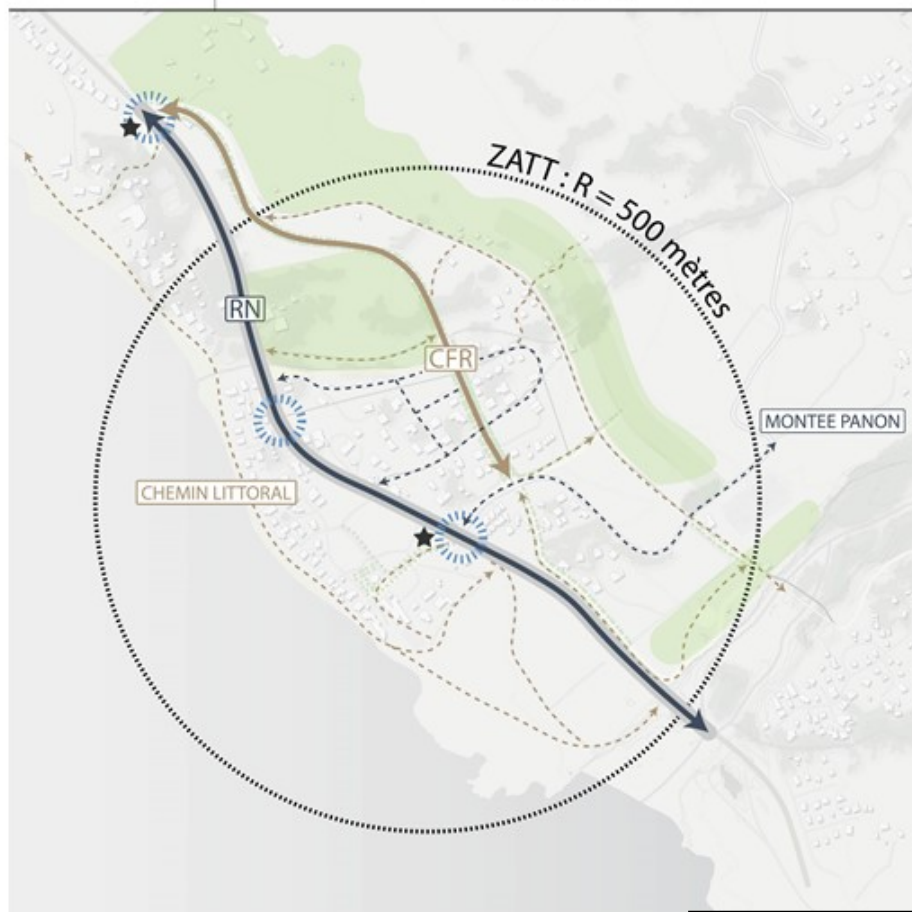 ZATT : R = 500 mètres
RN
CFR
MONTEE PANON
CHEMIN LITTORAL